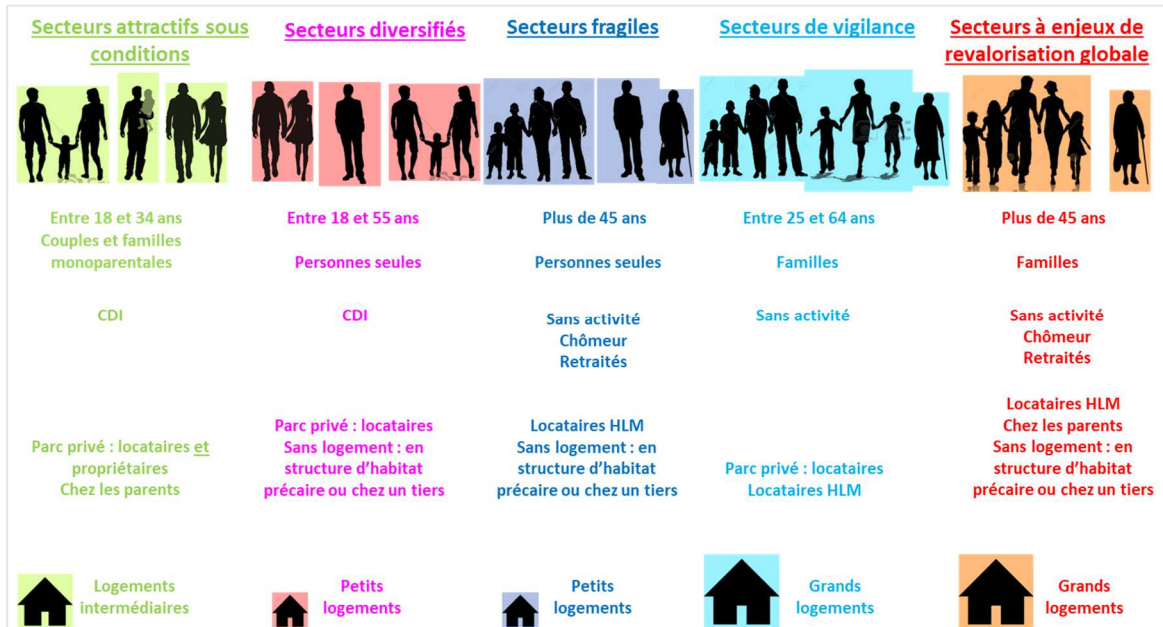 Secteurs attractifs sous
conditions
Entre 18 et 34 ans
Couples et familles
monoparentales
CDI
Parc privé : locataires et
propriétaires
Chez les parents
Logements
intermédiaires
Secteurs diversifiés
Entre 18 et 55 ans
Personnes seules
CDI
Parc privé : locataires
Sans logement : en
structure d'habitat
précaire ou chez un tiers
Petits
logements
Secteurs fragiles
Plus de 45 ans
Personnes seules
Sans activité
Chômeur
Retraités
Locataires HLM
Sans logement : en
structure d'habitat
précaire ou chez un tiers
Petits
logements
Secteurs de vigilance
Entre 25 et 64 ans
Familles
Sans activité
Parc privé : locataires
Locataires HLM
Grands
logements
Secteurs à enjeux de
revalorisation globale
Plus de 45 ans
Familles
Sans activité
Chômeur
Retraités
Locataires HLM
Chez les parents
Sans logement : en
structure d'habitat
précaire ou chez un tiers
Grands
logements